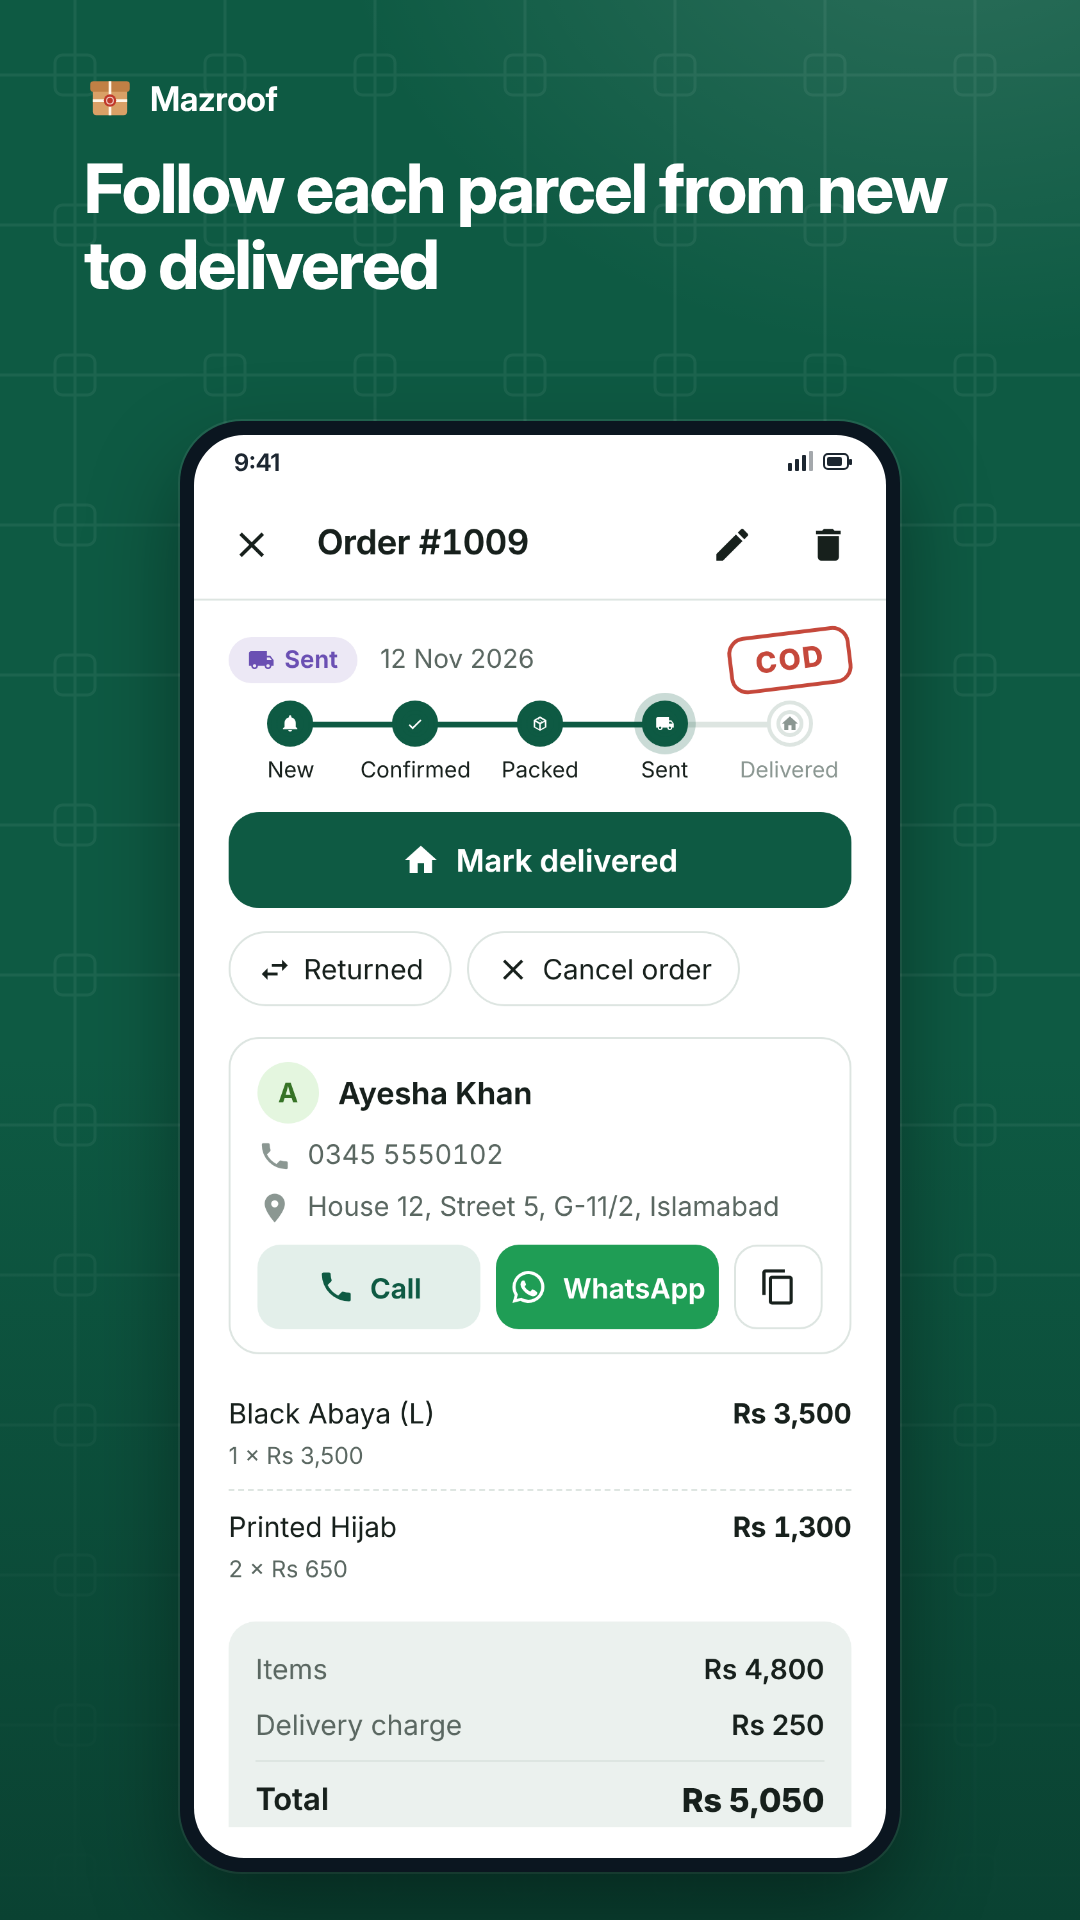 Mazroof
Follow each parcel from new
to delivered
9:41
Order #1009
Sent
12 Nov 2026
COD
New
Confirmed
Packed
Sent
Delivered
Mark delivered
Returned
Cancel order
A
Ayesha Khan
0345 5550102
House 12, Street 5, G-11/2, Islamabad
Call
WhatsApp
Black Abaya (L)
Rs 3,500
1 × Rs 3,500
Printed Hijab
Rs 1,300
2 × Rs 650
Items
Rs 4,800
Delivery charge
Rs 250
Total
Rs 5,050